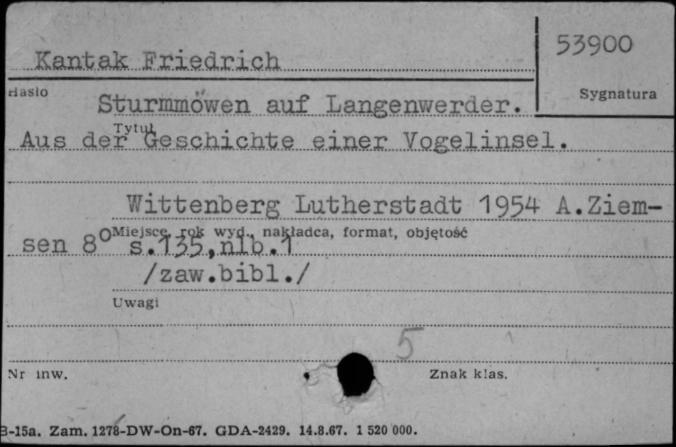 53900
Kantak Friedrich
Hasło
Sygnatura
Sturmmöwen auf Langenwerder.
Tytuł
Aus der Geschichte einer Vogelinsel.
Wittenberg Lutherstadt 1954 A.Ziem-
Miejsce, rok wyd., nakładca, format, objętość
sen 8° s.135,nlb.1
/zaw.bibl./
Uwagi
5
Nr inw.
Znak klas.
B-15a. Zam. 1278-DW-On-67. GDA-2429. 14.8.67. 1 520 000.